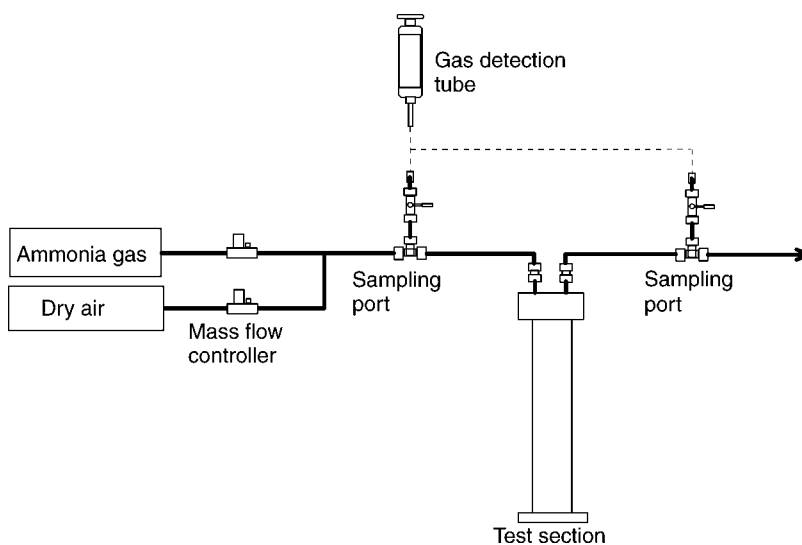 Gas detection
tube
Ammonia gas
Dry air
Mass flow
controller
Sampling
port
Sampling
port
Test section